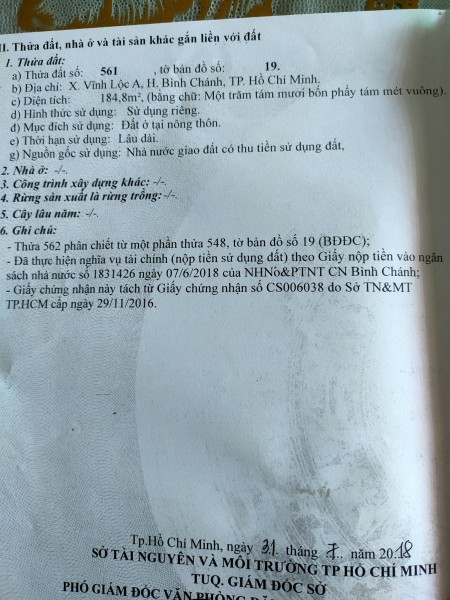 II. Thửa đất, nhà ở và tài sản khác gắn liền với đất
1. Thửa đất:
a) Thửa đất số: 561 , tờ bản đồ số: 19.
b) Địa chỉ: X. Vĩnh Lộc A, H. Bình Chánh, TP. Hồ Chí Minh.
c) Diện tích: 184,8m², (bằng chữ: Một trăm tám mươi bốn phẩy tám mét vuông).
d) Hình thức sử dụng: Sử dụng riêng.
đ) Mục đích sử dụng: Đất ở tại nông thôn.
e) Thời hạn sử dụng: Lâu dài.
g) Nguồn gốc sử dụng: Nhà nước giao đất có thu tiền sử dụng đất,
2. Nhà ở: -/-.
3. Công trình xây dựng khác: -/-.
4. Rừng sản xuất là rừng trồng: -/-.
5. Cây lâu năm: -/-.
6. Ghi chú:
- Thửa 562 phân chiết từ một phần thửa 548, tờ bản đồ số 19 (BĐĐC);
- Đã thực hiện nghĩa vụ tài chính (nộp tiền sử dụng đất) theo Giấy nộp tiền vào ngân
sách nhà nước số 1831426 ngày 07/6/2018 của NHNo&PTNT CN Bình Chánh;
- Giấy chứng nhận này tách từ Giấy chứng nhận số CS006038 do Sở TN&MT
TP.HCM cấp ngày 29/11/2016.
Tp.Hồ Chí Minh, ngày 31 tháng 7.. năm 2018
SỞ TÀI NGUYÊN VÀ MÔI TRƯỜNG TP HỒ CHÍ MINH
TUQ. GIÁM ĐỐC SỞ
PHÓ GIÁM ĐỐC VĂN PHÒNG